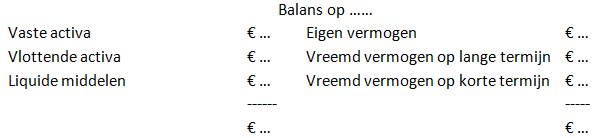 Balans op ......
Vaste activa € ... Eigen vermogen € ...
Vlottende activa € ... Vreemd vermogen op lange termijn € ...
Liquide middelen € ... Vreemd vermogen op korte termijn € ...
------ -----
€ ... € ...